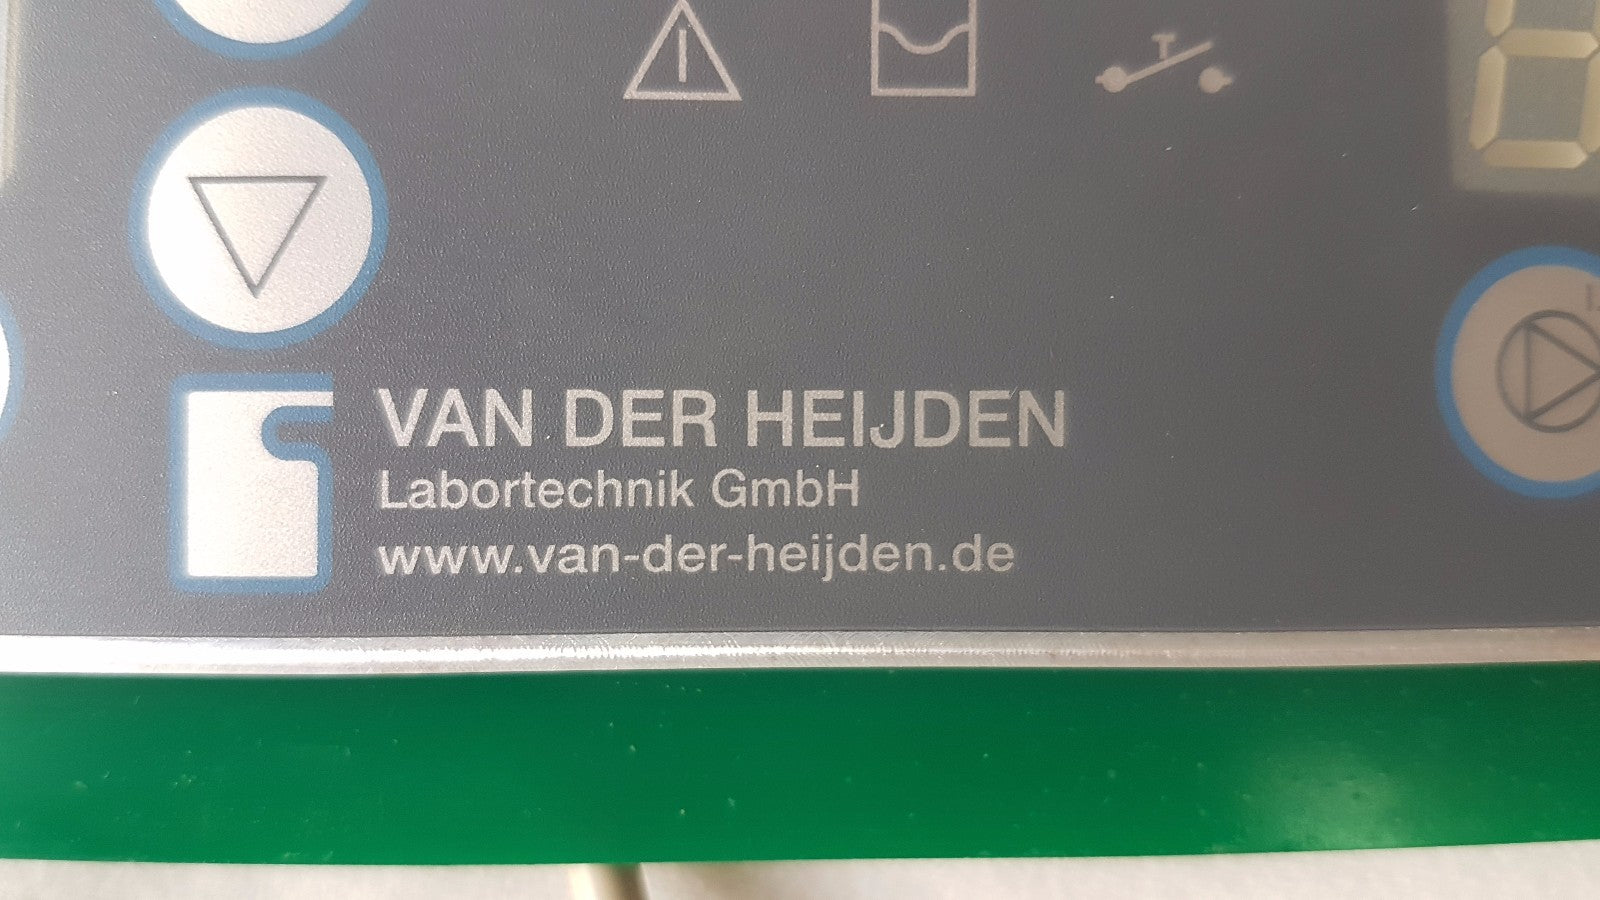 VAN DER HEIJDEN
Labortechnik GmbH
www.van-der-heijden.de